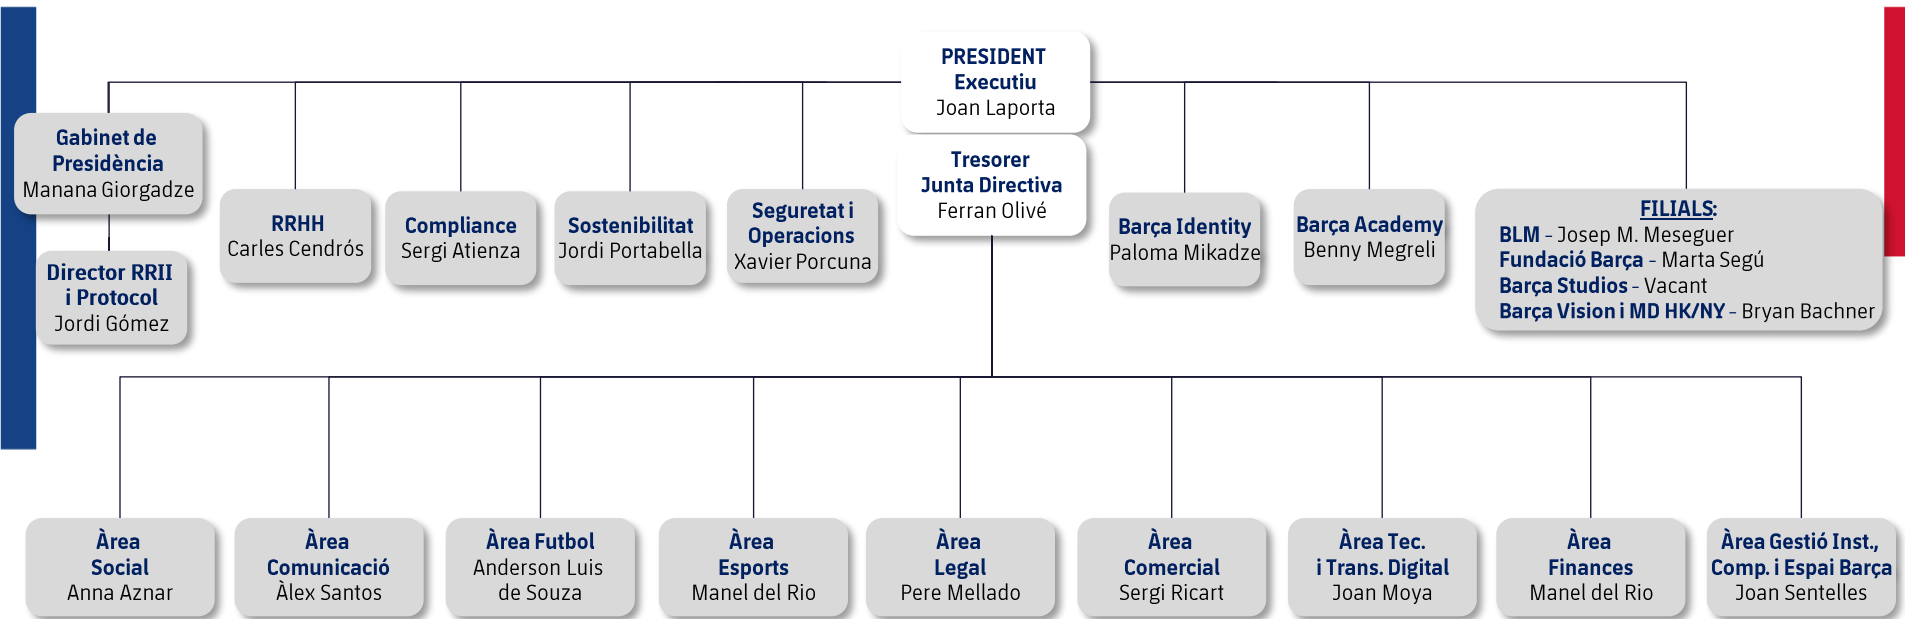 PRESIDENT
Executiu
Joan Laporta
Tresorer
Junta Directiva
Ferran Olivé
Gabinet de
Presidència
Manana Giorgadze
Director RRII
i Protocol
Jordi Gómez
RRHH
Carles Cendrós
Compliance
Sergi Atienza
Sostenibilitat
Jordi Portabella
Seguretat i
Operacions
Xavier Porcuna
Barça Identity
Paloma Mikadze
Barça Academy
Benny Megreli
FILIALS:
BLM - Josep M. Meseguer
Fundació Barça - Marta Segú
Barça Studios - Vacant
Barça Vision i MD HK/NY - Bryan Bachner
Àrea
Social
Anna Aznar
Àrea
Comunicació
Àlex Santos
Àrea Futbol
Anderson Luis
de Souza
Àrea
Esports
Manel del Rio
Àrea
Legal
Pere Mellado
Àrea
Comercial
Sergi Ricart
Àrea Tec.
i Trans. Digital
Joan Moya
Àrea
Finances
Manel del Rio
Àrea Gestió Inst.,
Comp. i Espai Barça
Joan Sentelles